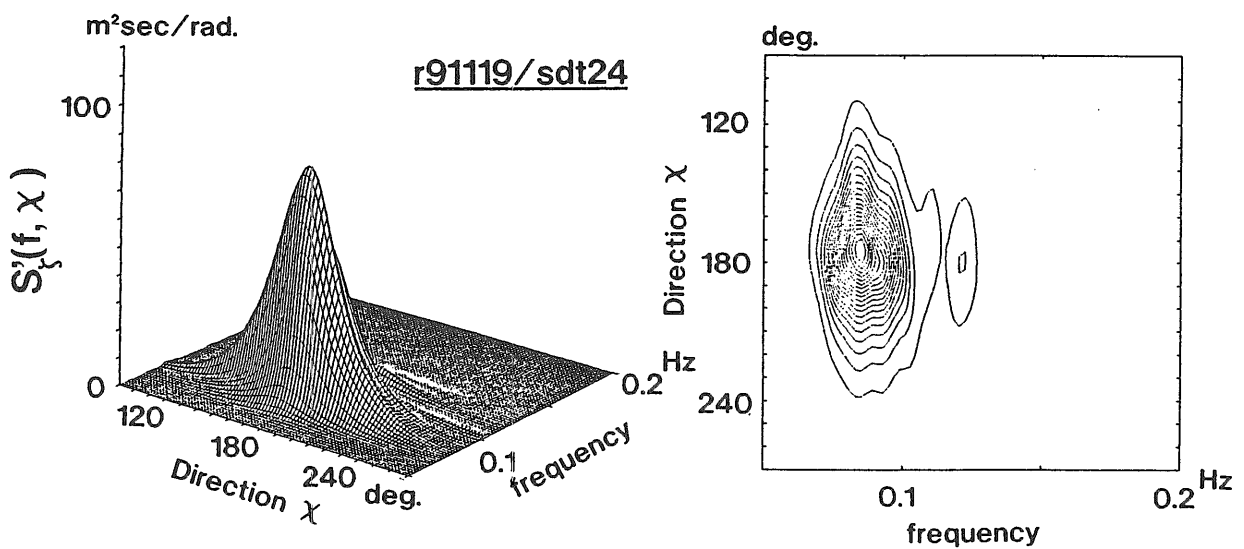 m²sec/rad.
r91119/sdt24
100
S'ζ(f, χ)
0
120
180
240 deg.
Direction χ
0.1
frequency
0.2
Hz
deg.
120
180
240
Direction χ
0.1
0.2
Hz
frequency